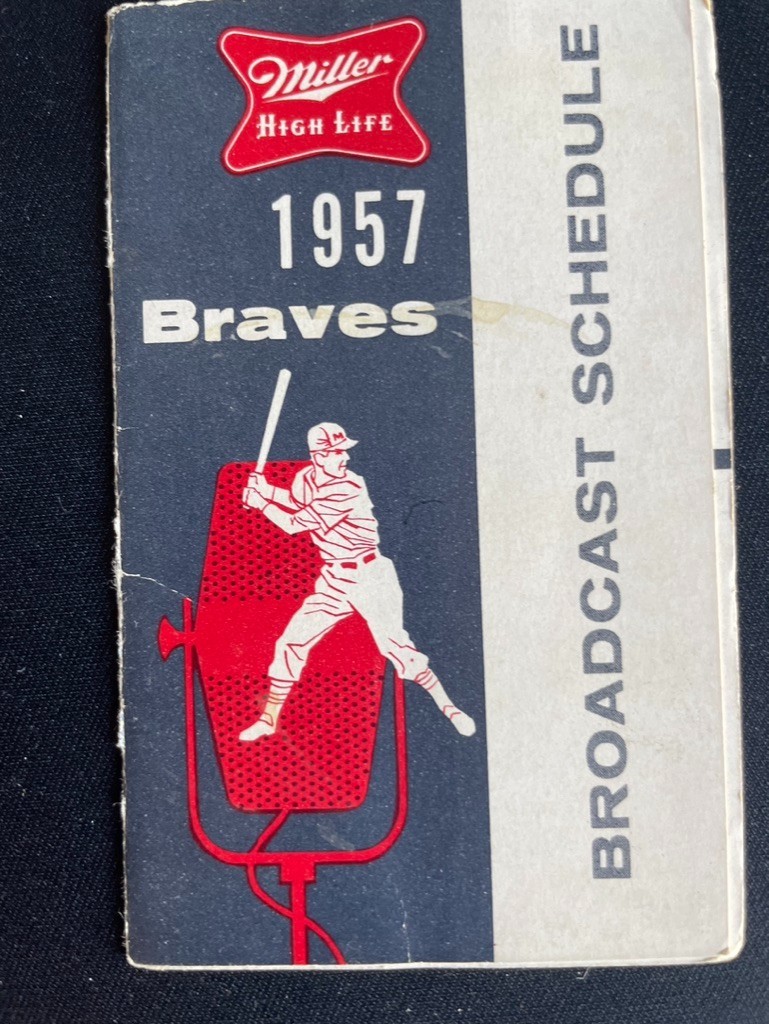 Miller
HIGH LIFE
1957
Braves
M
BROADCAST SCHEDULE